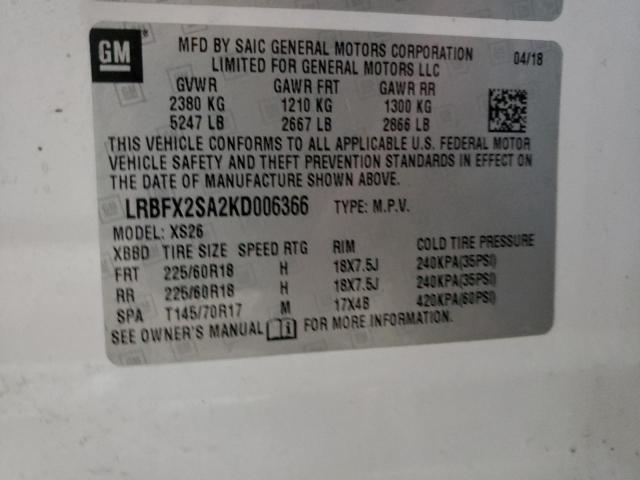 GM
MFD BY SAIC GENERAL MOTORS CORPORATION
LIMITED FOR GENERAL MOTORS LLC
04/18
GVWR GAWR FRT GAWR RR
2380 KG 1210 KG 1300 KG
5247 LB 2667 LB 2866 LB
THIS VEHICLE CONFORMS TO ALL APPLICABLE U.S. FEDERAL MOTOR
VEHICLE SAFETY AND THEFT PREVENTION STANDARDS IN EFFECT ON
THE DATE OF MANUFACTURE SHOWN ABOVE.
LRBFX2SA2KD006366 TYPE: M.P.V.
MODEL: XS26
XBBD TIRE SIZE SPEED RTG RIM COLD TIRE PRESSURE
FRT 225/60R18 H 18X7.5J 240KPA(35PSI)
RR 225/60R18 H 18X7.5J 240KPA(35PSI)
SPA T145/70R17 M 17X4B 420KPA(60PSI)
SEE OWNER'S MANUAL FOR MORE INFORMATION.